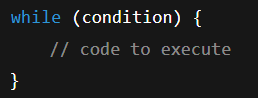 while (condition) {
    // code to execute
}